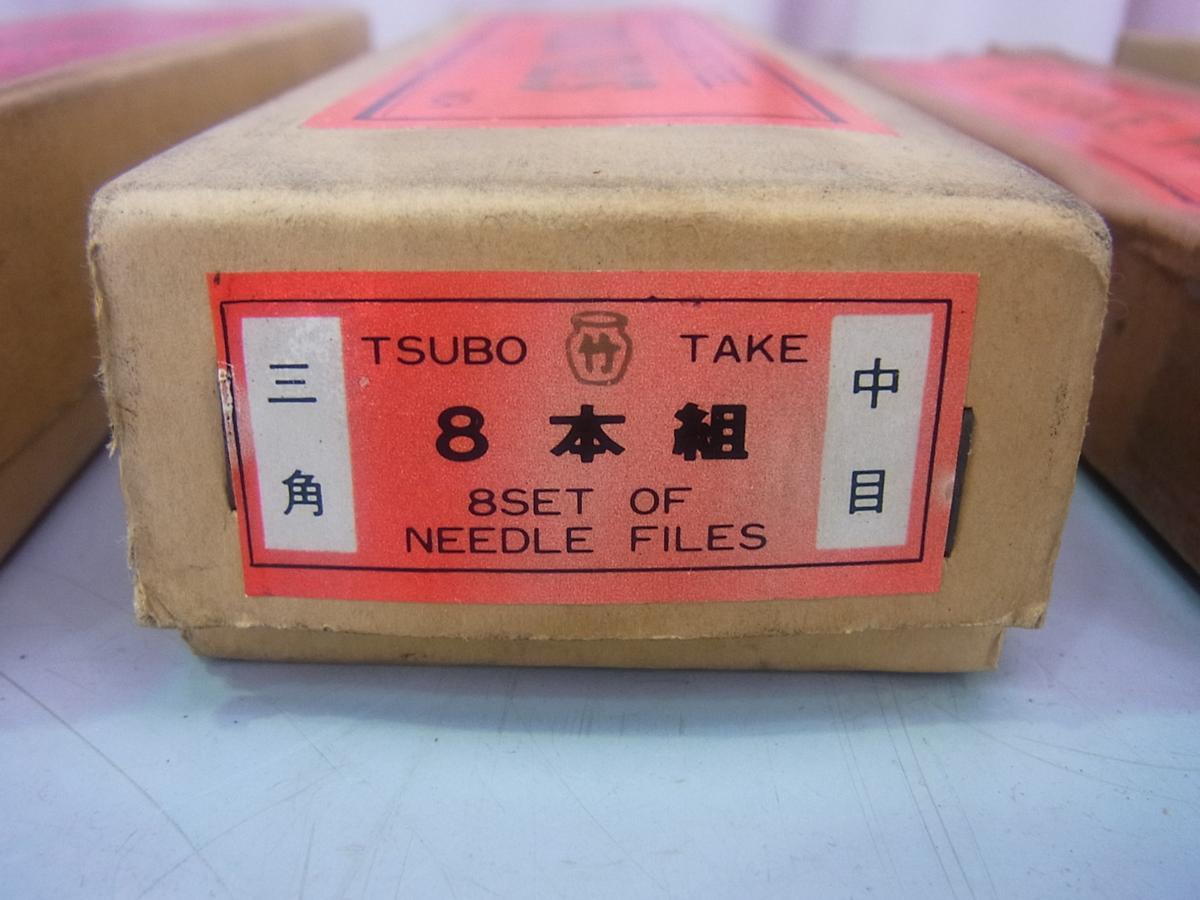 三角
TSUBO 竹 TAKE
8本組
8SET OF
NEEDLE FILES
中目